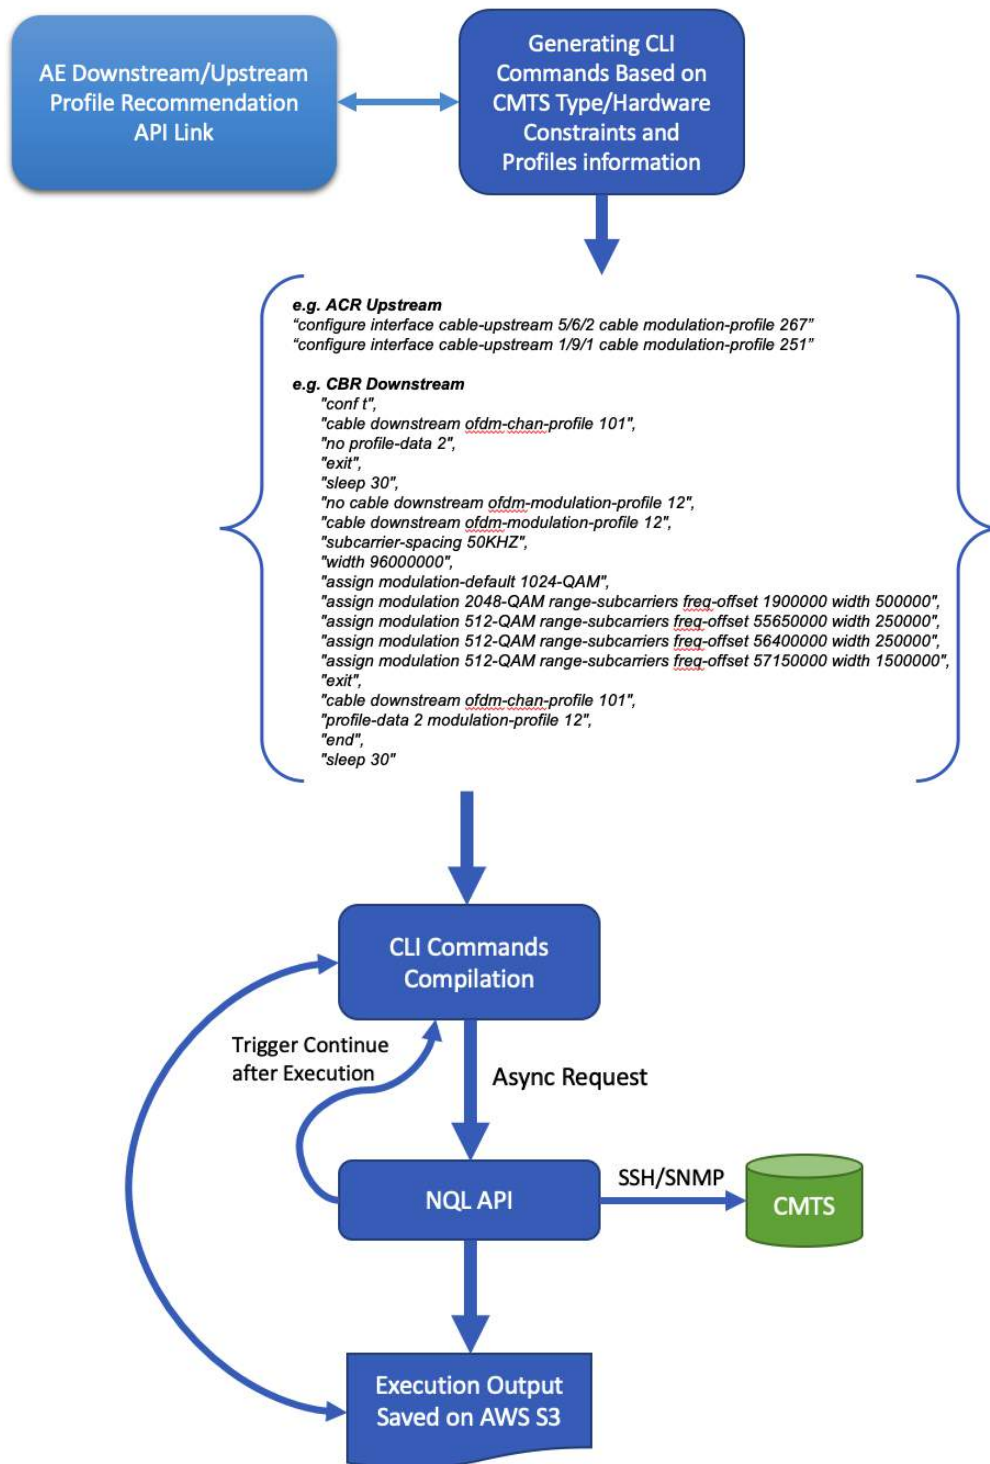 AE Downstream/Upstream
Profile Recommendation
API Link
Generating CLI
Commands Based on
CMTS Type/Hardware
Constraints and
Profiles information
e.g. ACR Upstream
“configure interface cable-upstream 5/6/2 cable modulation-profile 267”
“configure interface cable-upstream 1/9/1 cable modulation-profile 251”
e.g. CBR Downstream
"conf t",
"cable downstream ofdm-chan-profile 101",
"no profile-data 2",
"exit",
"sleep 30",
"no cable downstream ofdm-modulation-profile 12",
"cable downstream ofdm-modulation-profile 12",
"subcarrier-spacing 50KHZ",
"width 96000000",
"assign modulation-default 1024-QAM",
"assign modulation 2048-QAM range-subcarriers freq-offset 1900000 width 500000",
"assign modulation 512-QAM range-subcarriers freq-offset 55650000 width 250000",
"assign modulation 512-QAM range-subcarriers freq-offset 56400000 width 250000",
"assign modulation 512-QAM range-subcarriers freq-offset 57150000 width 1500000",
"exit",
"cable downstream ofdm-chan-profile 101",
"profile-data 2 modulation-profile 12",
"end",
"sleep 30"
CLI Commands
Compilation
Trigger Continue
after Execution
Async Request
NQL API
SSH/SNMP
CMTS
Execution Output
Saved on AWS S3